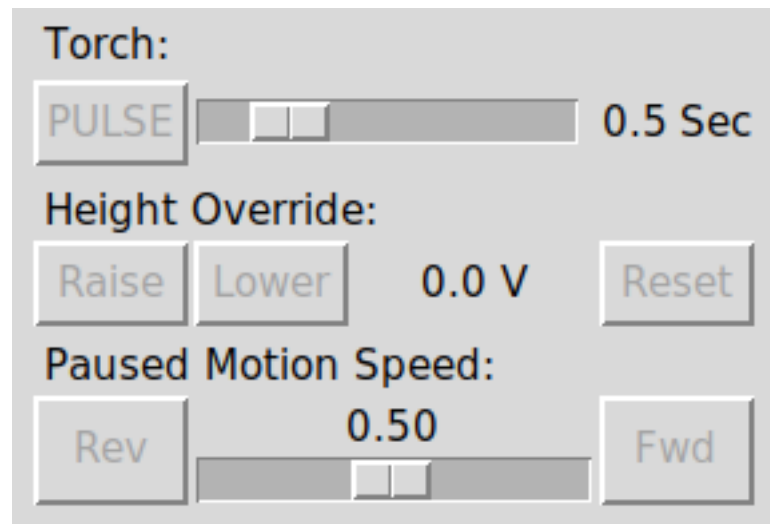 Torch:
PULSE 0.5 Sec
Height Override:
Raise Lower 0.0 V Reset
Paused Motion Speed:
0.50
Rev Fwd